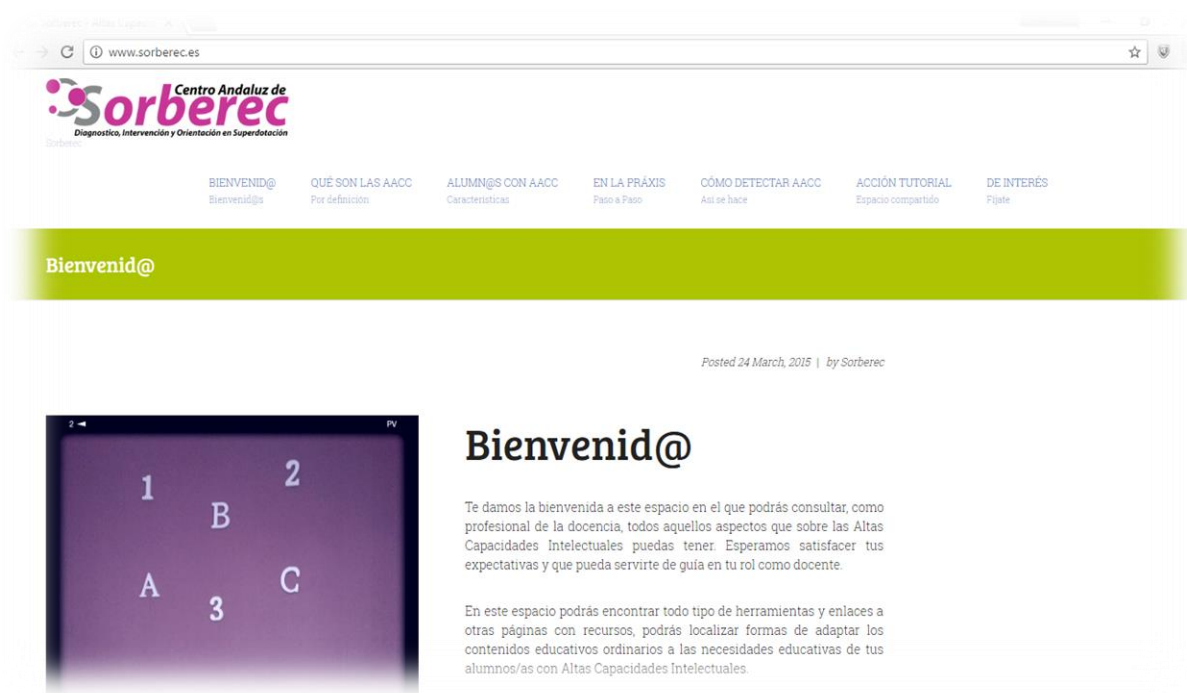 Sorberec - Altas Capacid
www.sorberec.es
Centro Andaluz de
Sorberec
Diagnostico, Intervención y Orientación en Superdotación
Sorberec
BIENVENID@ QUÉ SON LAS AACC ALUMN@S CON AACC EN LA PRÁXIS CÓMO DETECTAR AACC ACCIÓN TUTORIAL DE INTERÉS
Bienvenid@s Por definición Características Paso a Paso Así se hace Espacio compartido Fíjate
Bienvenid@
Posted 24 March, 2015 | by Sorberec
2 PV
1 2
B
A C
3
Bienvenid@
Te damos la bienvenida a este espacio en el que podrás consultar, como
profesional de la docencia, todos aquellos aspectos que sobre las Altas
Capacidades Intelectuales puedas tener. Esperamos satisfacer tus
expectativas y que pueda servirte de guía en tu rol como docente.
En este espacio podrás encontrar todo tipo de herramientas y enlaces a
otras páginas con recursos, podrás localizar formas de adaptar los
contenidos educativos ordinarios a las necesidades educativas de tus
alumnos/as con Altas Capacidades Intelectuales.